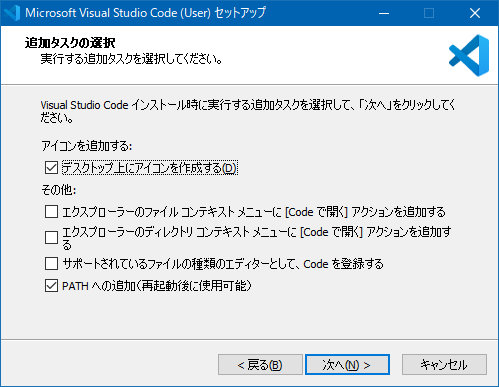 Microsoft Visual Studio Code (User) セットアップ
追加タスクの選択
実行する追加タスクを選択してください。
Visual Studio Code インストール時に実行する追加タスクを選択して、「次へ」をクリックしてく
ださい。
アイコンを追加する:
デスクトップ上にアイコンを作成する(D)
その他:
エクスプローラーのファイル コンテキスト メニューに [Code で開く] アクションを追加する
エクスプローラーのディレクトリ コンテキスト メニューに [Code で開く] アクションを追加す
る
サポートされているファイルの種類のエディターとして、Code を登録する
PATH への追加（再起動後に使用可能）
< 戻る(B)
次へ(N) >
キャンセル